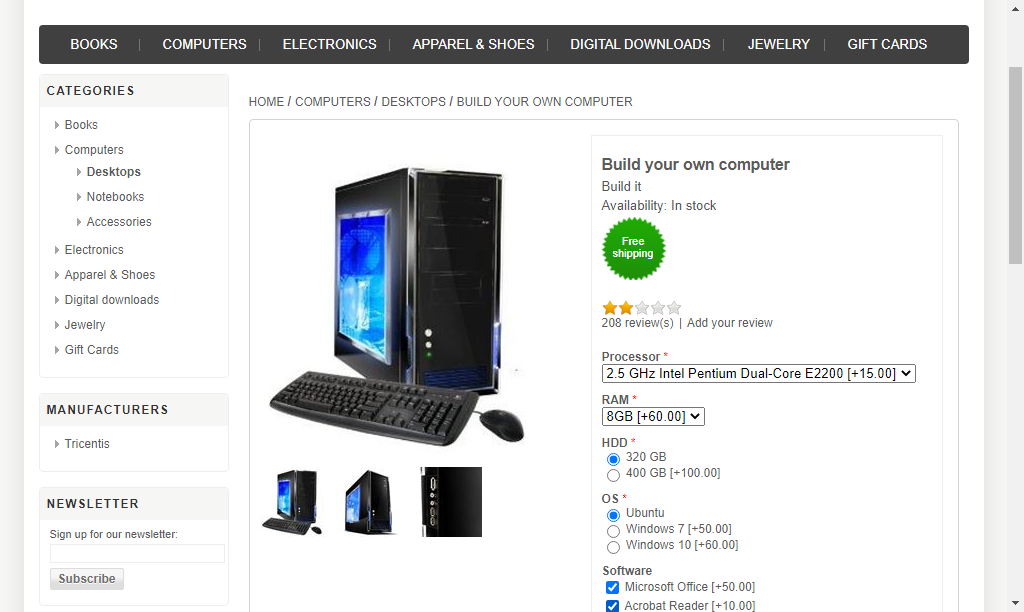 BOOKS | COMPUTERS | ELECTRONICS | APPAREL & SHOES | DIGITAL DOWNLOADS | JEWELRY | GIFT CARDS
CATEGORIES
Books
Computers
Desktops
Notebooks
Accessories
Electronics
Apparel & Shoes
Digital downloads
Jewelry
Gift Cards
MANUFACTURERS
Tricentis
NEWSLETTER
Sign up for our newsletter:
Subscribe
HOME / COMPUTERS / DESKTOPS / BUILD YOUR OWN COMPUTER
Build your own computer
Build it
Availability: In stock
Free
shipping
208 review(s) | Add your review
Processor *
2.5 GHz Intel Pentium Dual-Core E2200 [+15.00]
RAM *
8GB [+60.00]
HDD *
320 GB
400 GB [+100.00]
OS *
Ubuntu
Windows 7 [+50.00]
Windows 10 [+60.00]
Software
Microsoft Office [+50.00]
Acrobat Reader [+10.00]